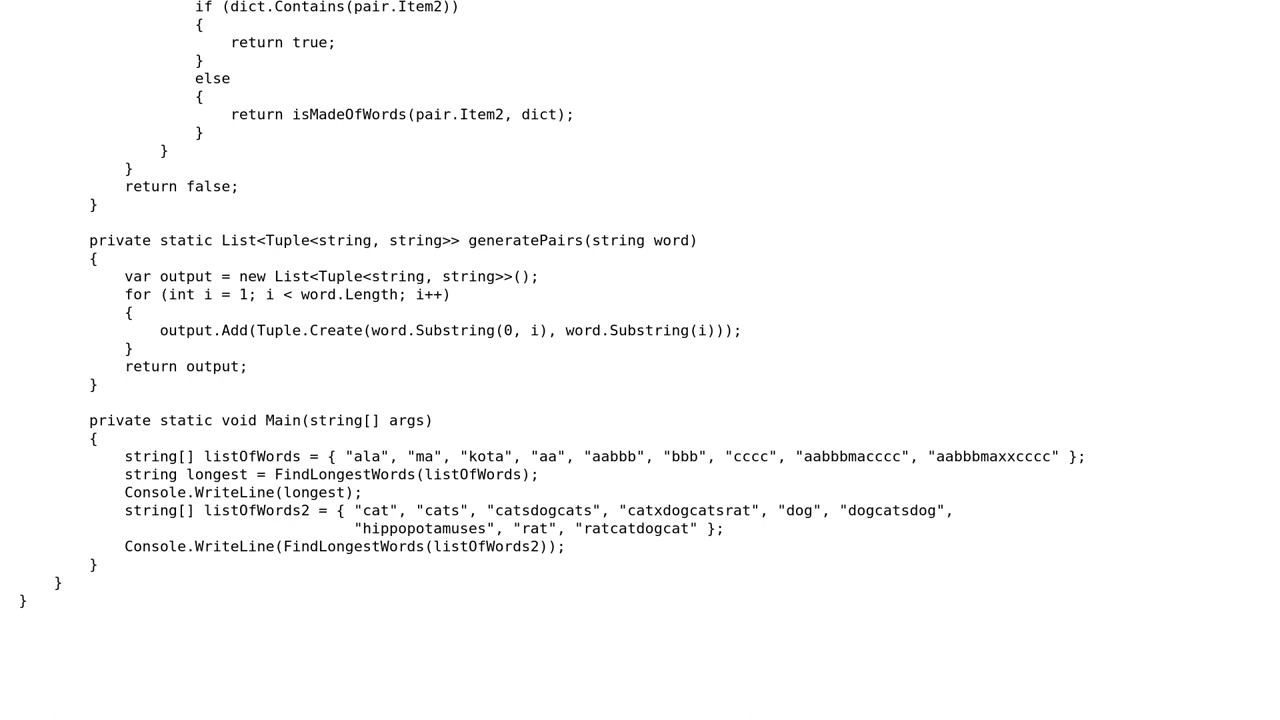 if (dict.Contains(pair.Item2))
{
return true;
}
else
{
return isMadeOfWords(pair.Item2, dict);
}
}
}
return false;
}
private static List<Tuple<string, string>> generatePairs(string word)
{
var output = new List<Tuple<string, string>>();
for (int i = 1; i < word.Length; i++)
{
output.Add(Tuple.Create(word.Substring(0, i), word.Substring(i)));
}
return output;
}
private static void Main(string[] args)
{
string[] listOfWords = { "ala", "ma", "kota", "aa", "aabbb", "bbb", "cccc", "aabbbmacccc", "aabbbmaxxcccc" };
string longest = FindLongestWords(listOfWords);
Console.WriteLine(longest);
string[] listOfWords2 = { "cat", "cats", "catsdogcats", "catxdogcatsrat", "dog", "dogcatsdog",
"hippopotamuses", "rat", "ratcatdogcat" };
Console.WriteLine(FindLongestWords(listOfWords2));
}
}
}